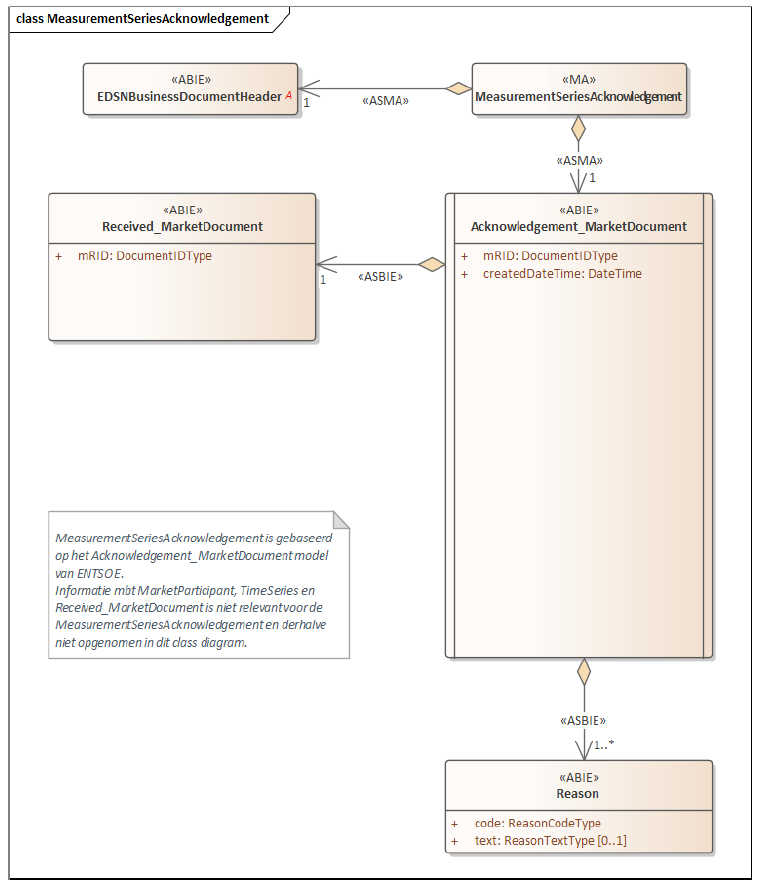 class MeasurementSeriesAcknowledgement
«ABIE»
EDSNBusinessDocumentHeader A
1
«ASMA»
«MA»
MeasurementSeriesAcknowledgement
«ASMA»
1
«ABIE»
Received_MarketDocument
+ mRID: DocumentIDType
1
«ASBIE»
«ABIE»
Acknowledgement_MarketDocument
+ mRID: DocumentIDType
+ createdDateTime: DateTime
MeasurementSeriesAcknowledgement is gebaseerd
op het Acknowledgement_MarketDocument model
van ENTSOE.
Informatie mbt MarketParticipant, TimeSeries en
Received_MarketDocument is niet relevant voor de
MeasurementSeriesAcknowledgement en derhalve
niet opgenomen in dit class diagram.
«ASBIE»
1..*
«ABIE»
Reason
+ code: ReasonCodeType
+ text: ReasonTextType [0..1]